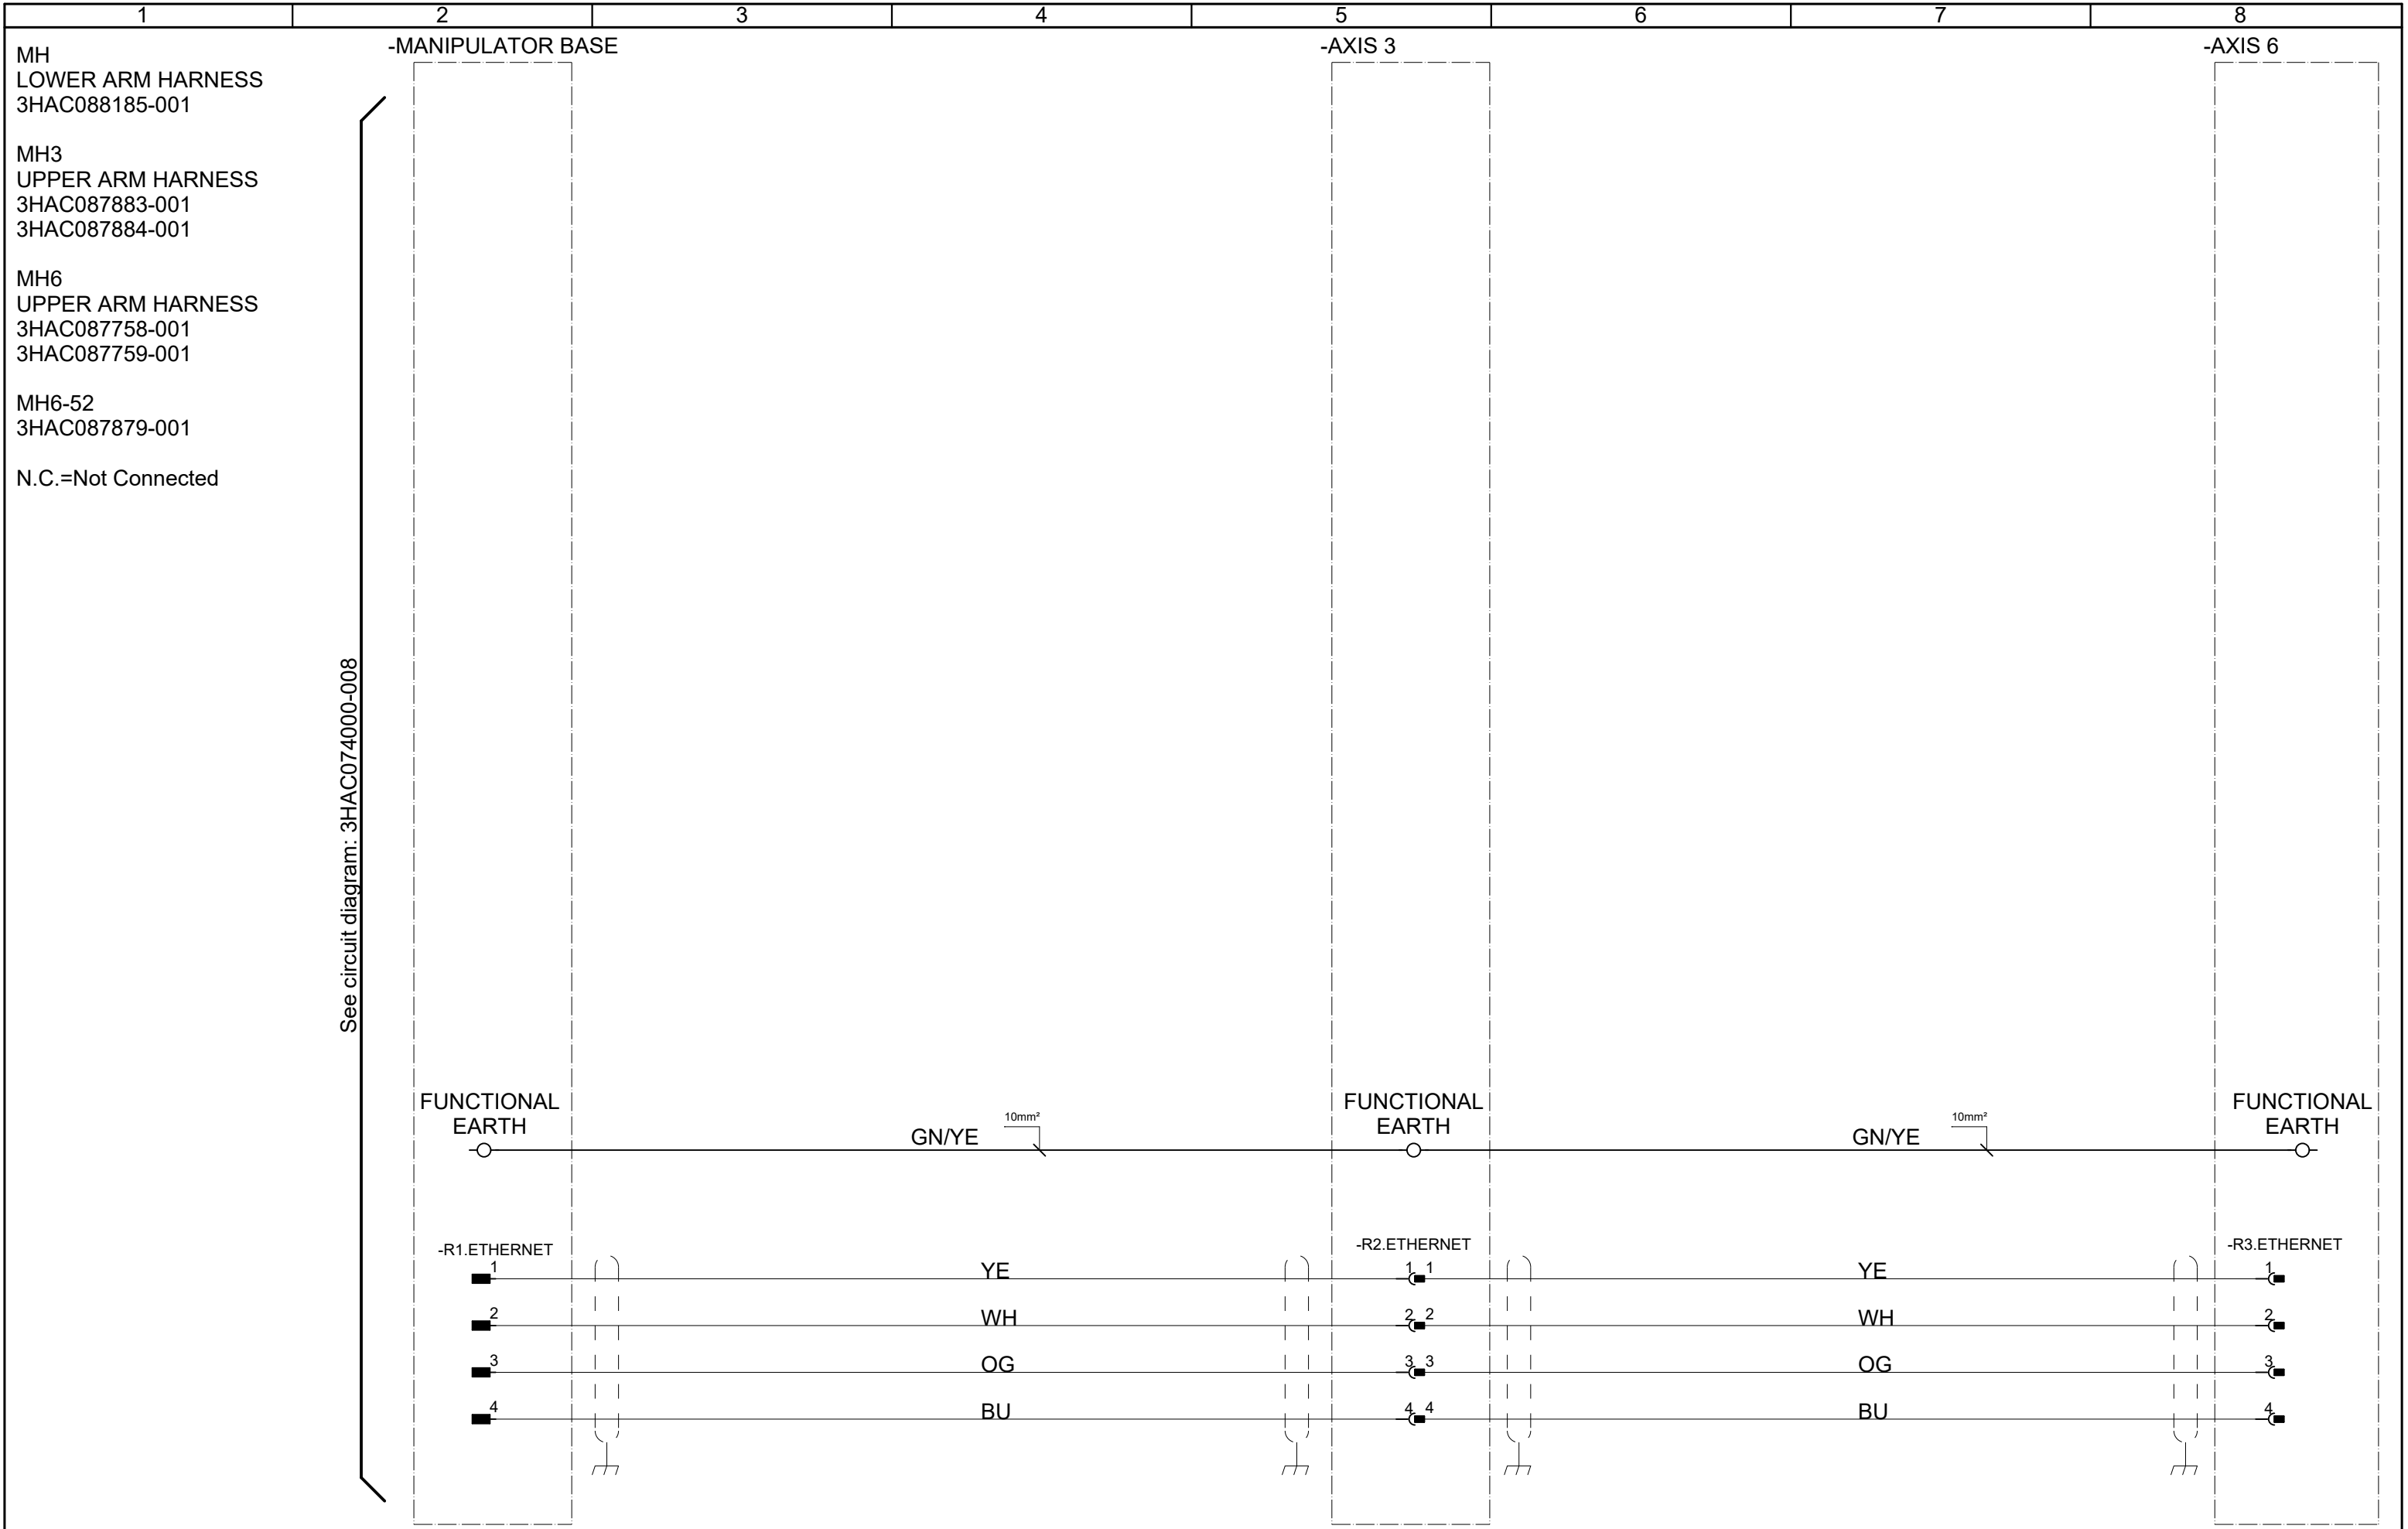 1 2 3 4 5 6 7 8
-MANIPULATOR BASE
-AXIS 3
-AXIS 6
MH
LOWER ARM HARNESS
3HAC088185-001
MH3
UPPER ARM HARNESS
3HAC087883-001
3HAC087884-001
MH6
UPPER ARM HARNESS
3HAC087758-001
3HAC087759-001
MH6-52
3HAC087879-001
N.C.=Not Connected
See circuit diagram: 3HAC074000-008
FUNCTIONAL
EARTH
GN/YE
10mm²
FUNCTIONAL
EARTH
GN/YE
10mm²
FUNCTIONAL
EARTH
-R1.ETHERNET
-R2.ETHERNET
-R3.ETHERNET
1 YE 1 1 YE 1
2 WH 2 2 WH 2
3 OG 3 3 OG 3
4 BU 4 4 BU 4